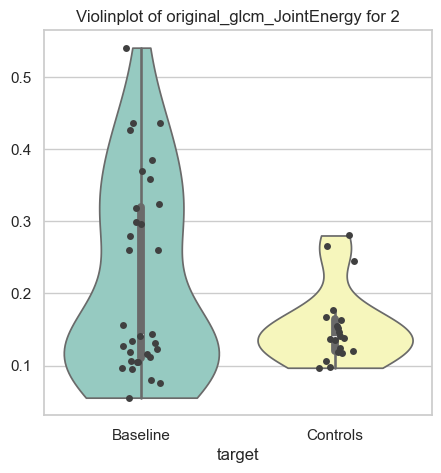 Violinplot of original_glcm_JointEnergy for 2
0.5
0.4
0.3
0.2
0.1
Baseline
Controls
target